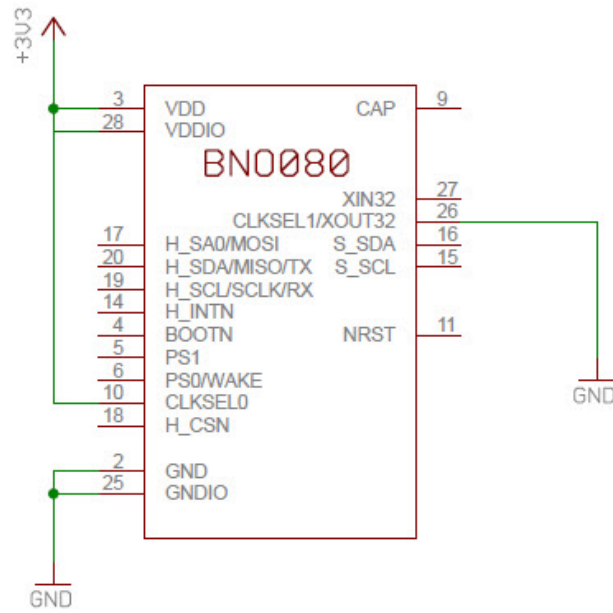 +3V3
3 VDD CAP 9
28 VDDIO
BNO080
XIN32 27
CLKSEL1/XOUT32 26
17 H_SA0/MOSI S_SDA 16
20 H_SDA/MISO/TX S_SCL 15
19 H_SCL/SCLK/RX
14 H_INTN
4 BOOTN NRST 11
5 PS1
6 PS0/WAKE
10 CLKSEL0
18 H_CSN
GND
2 GND
25 GNDIO
GND